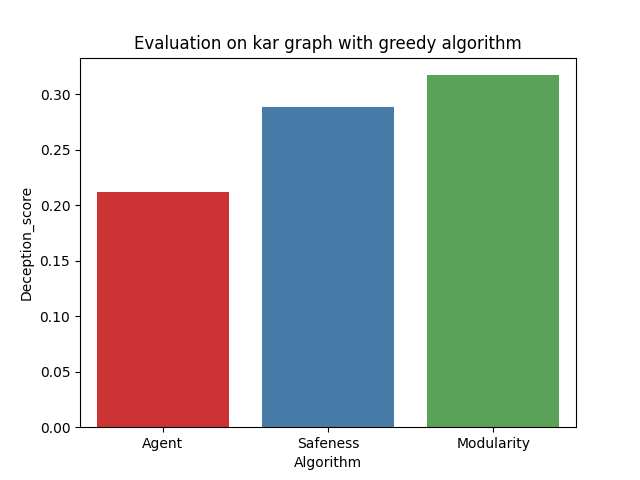 Evaluation on kar graph with greedy algorithm
0.30
0.25
0.20
0.15
0.10
0.05
0.00
Deception_score
Agent Safeness Modularity
Algorithm